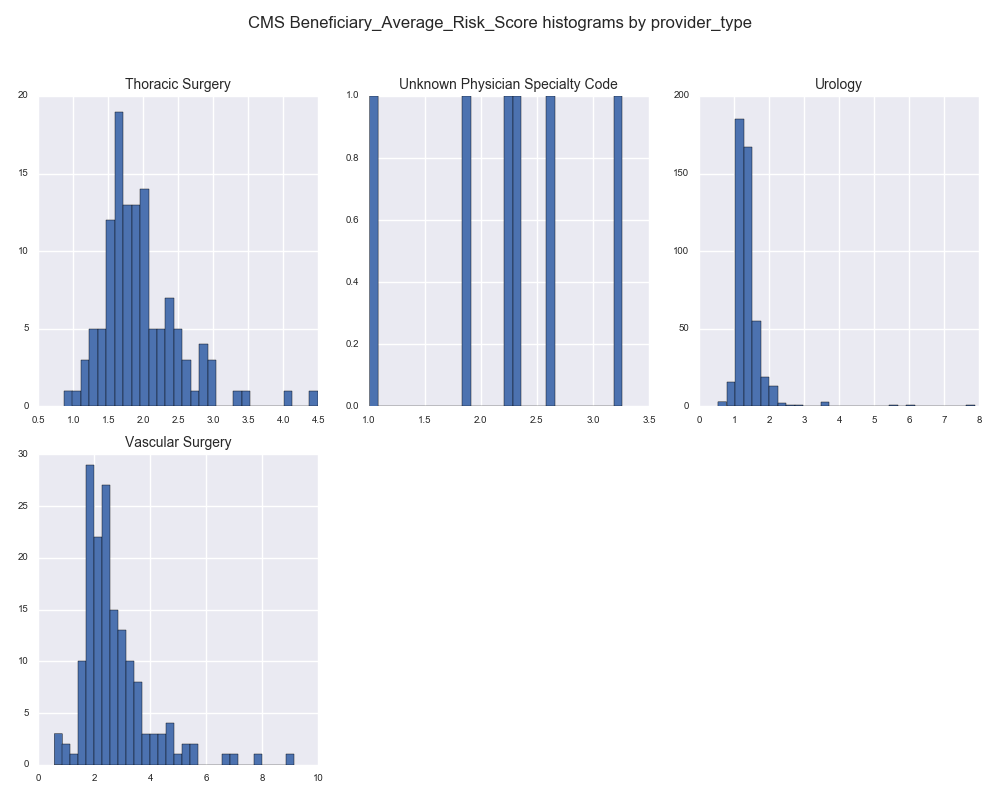 CMS Beneficiary_Average_Risk_Score histograms by provider_type
Thoracic Surgery
20
15
10
5
0
0.5 1.0 1.5 2.0 2.5 3.0 3.5 4.0 4.5
Unknown Physician Specialty Code
1.0
0.8
0.6
0.4
0.2
0.0
1.0 1.5 2.0 2.5 3.0 3.5
Urology
200
150
100
50
0
0 1 2 3 4 5 6 7 8
Vascular Surgery
30
25
20
15
10
5
0
0 2 4 6 8 10